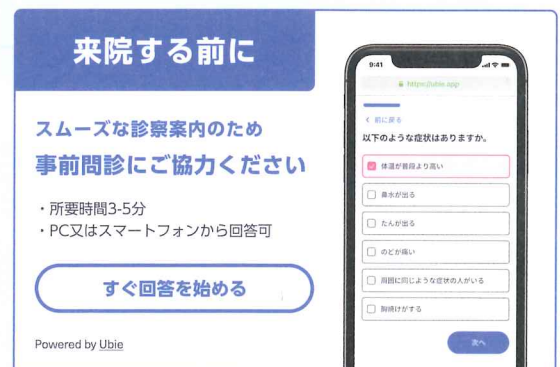 来院する前に
スムーズな診察案内のため
事前問診にご協力ください
・所要時間3-5分
・PC又はスマートフォンから回答可
すぐ回答を始める
Powered by Ubie
9:41
https://ubie.app
前に戻る
以下のような症状はありますか。
体温が普段より高い
鼻水が出る
たんが出る
のどが痛い
周囲に同じような症状の人がいる
胸焼けがする
次へ